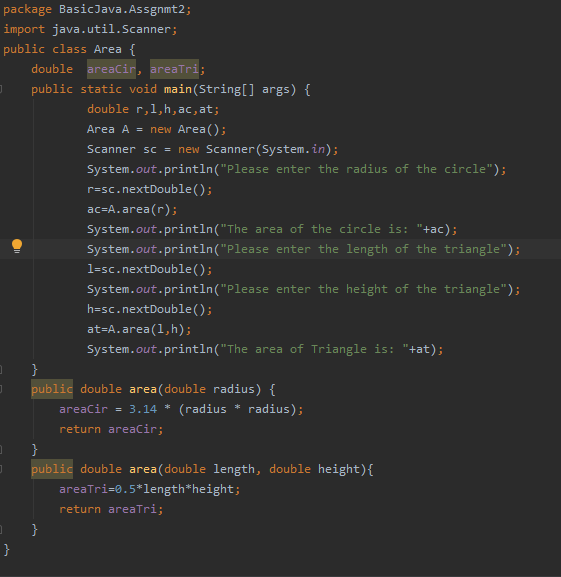 package BasicJava.Assgnmt2;
import java.util.Scanner;
public class Area {
    double  areaCir, areaTri;
    public static void main(String[] args) {
            double r,l,h,ac,at;
            Area A = new Area();
            Scanner sc = new Scanner(System.in);
            System.out.println("Please enter the radius of the circle");
            r=sc.nextDouble();
            ac=A.area(r);
            System.out.println("The area of the circle is: "+ac);
            System.out.println("Please enter the length of the triangle");
            l=sc.nextDouble();
            System.out.println("Please enter the height of the triangle");
            h=sc.nextDouble();
            at=A.area(l,h);
            System.out.println("The area of Triangle is: "+at);
    }
    public double area(double radius) {
        areaCir = 3.14 * (radius * radius);
        return areaCir;
    }
    public double area(double length, double height){
        areaTri=0.5*length*height;
        return areaTri;
    }
}